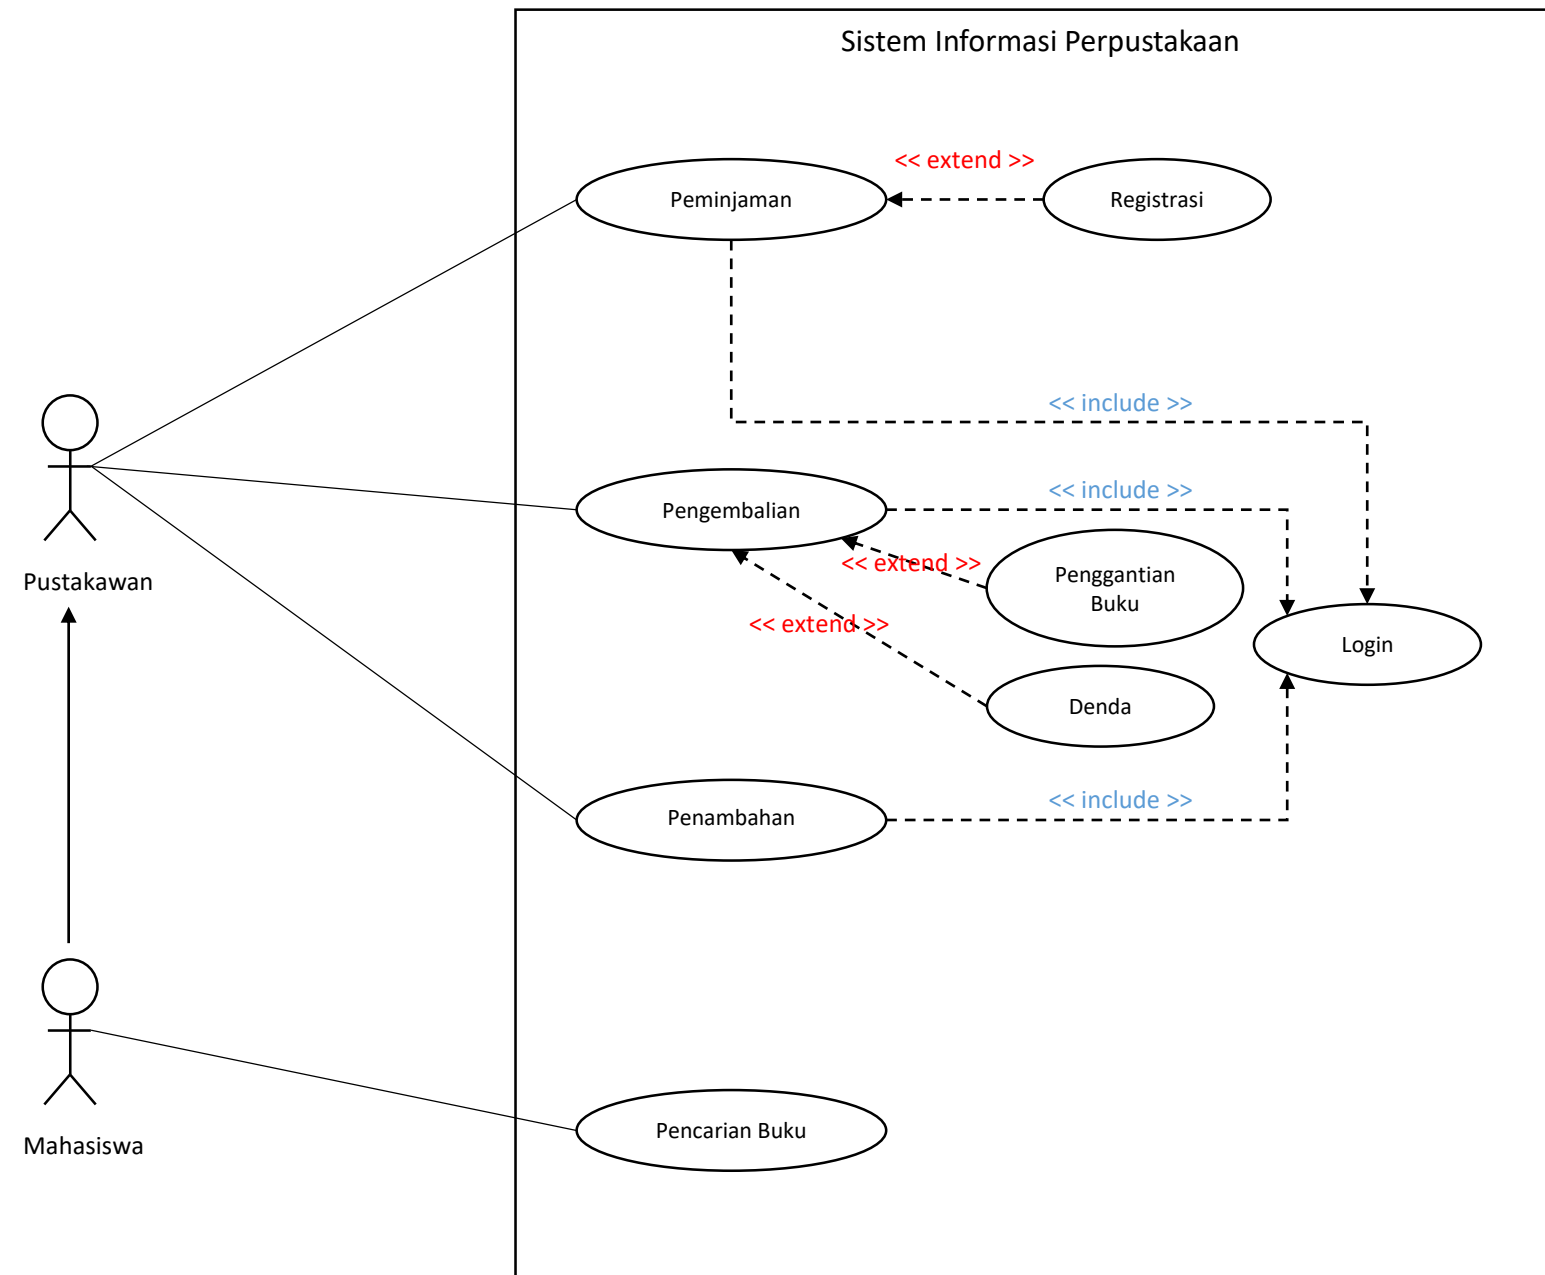 Sistem Informasi Perpustakaan
<< extend >>
Peminjaman
Registrasi
<< include >>
<< include >>
Pengembalian
<< extend >>
Penggantian
Buku
Pustakawan
<< extend >>
Login
Denda
<< include >>
Penambahan
Pencarian Buku
Mahasiswa